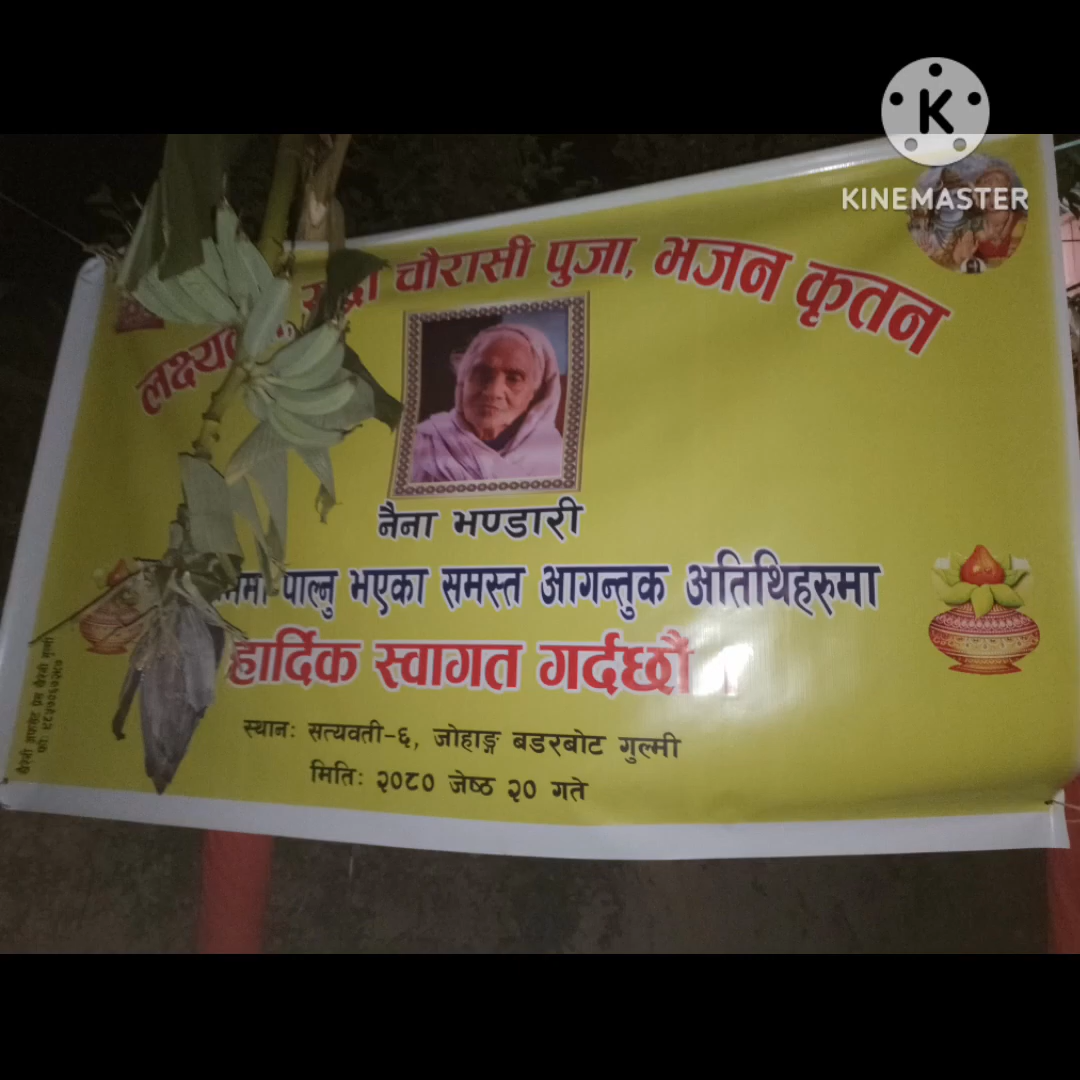 KINEMASTER
चौरासी पुजा, भजन कृतन
नैना भण्डारी
पाल्नु भएका समस्त आगन्तुक अतिथिहरुमा
हार्दिक स्वागत गर्दछौं ।
स्थान: सत्यवती-६, जोहाङ्ग बडरबोट गुल्मी
मिति: २०८० जेष्ठ २० गते